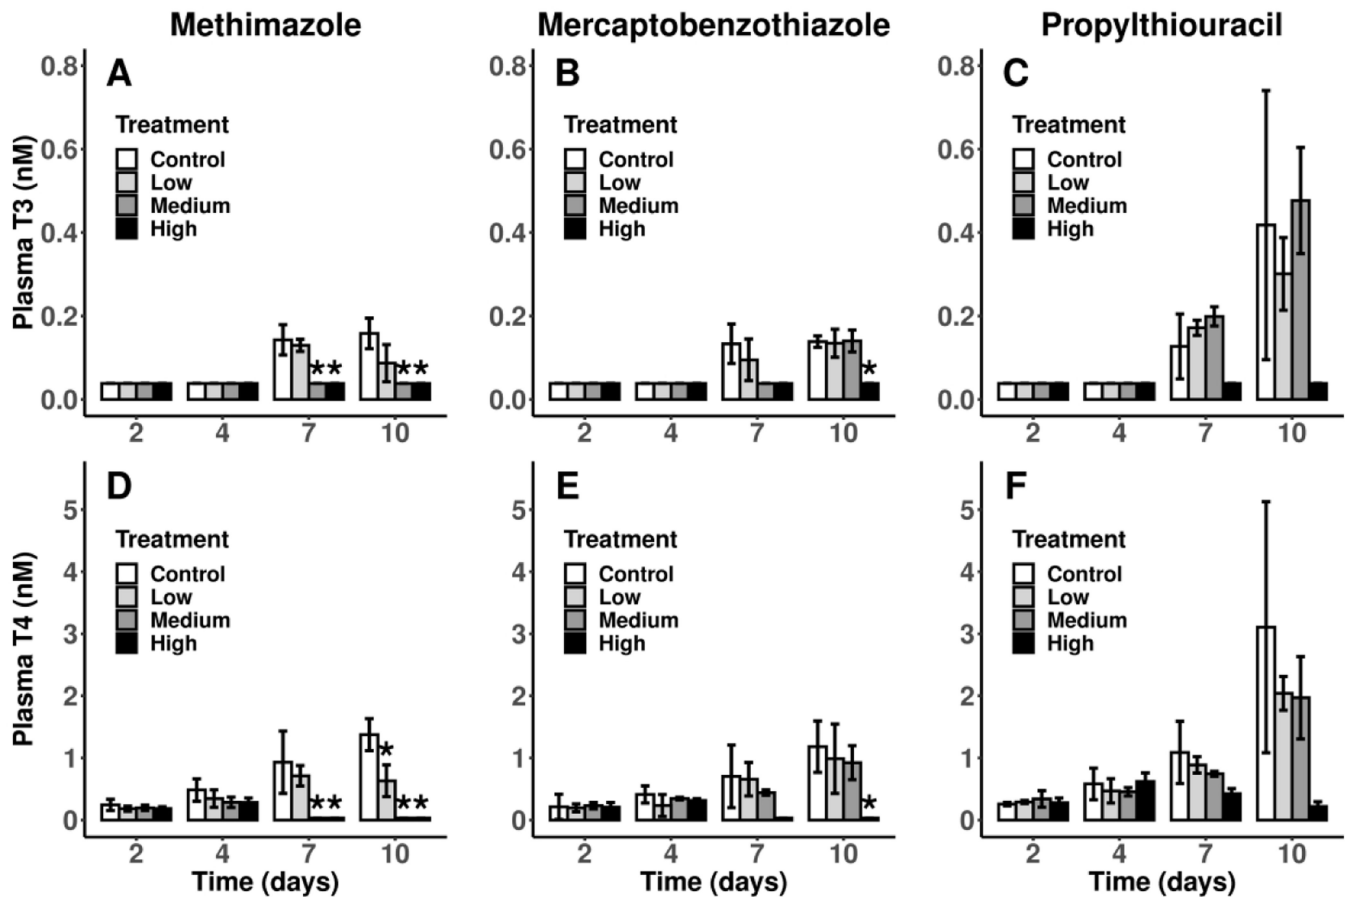 Methimazole
Mercaptobenzothiazole
Propylthiouracil
Plasma T3 (nM)
A
Treatment
Control
Low
Medium
High
0.8
0.6
0.4
0.2
0.0
* *
* *
2 4 7 10
B
Treatment
Control
Low
Medium
High
0.8
0.6
0.4
0.2
0.0
*
2 4 7 10
C
Treatment
Control
Low
Medium
High
0.8
0.6
0.4
0.2
0.0
2 4 7 10
Plasma T4 (nM)
D
Treatment
Control
Low
Medium
High
5
4
3
2
1
0
* *
*
* *
2 4 7 10
Time (days)
E
Treatment
Control
Low
Medium
High
5
4
3
2
1
0
*
2 4 7 10
Time (days)
F
Treatment
Control
Low
Medium
High
5
4
3
2
1
0
2 4 7 10
Time (days)